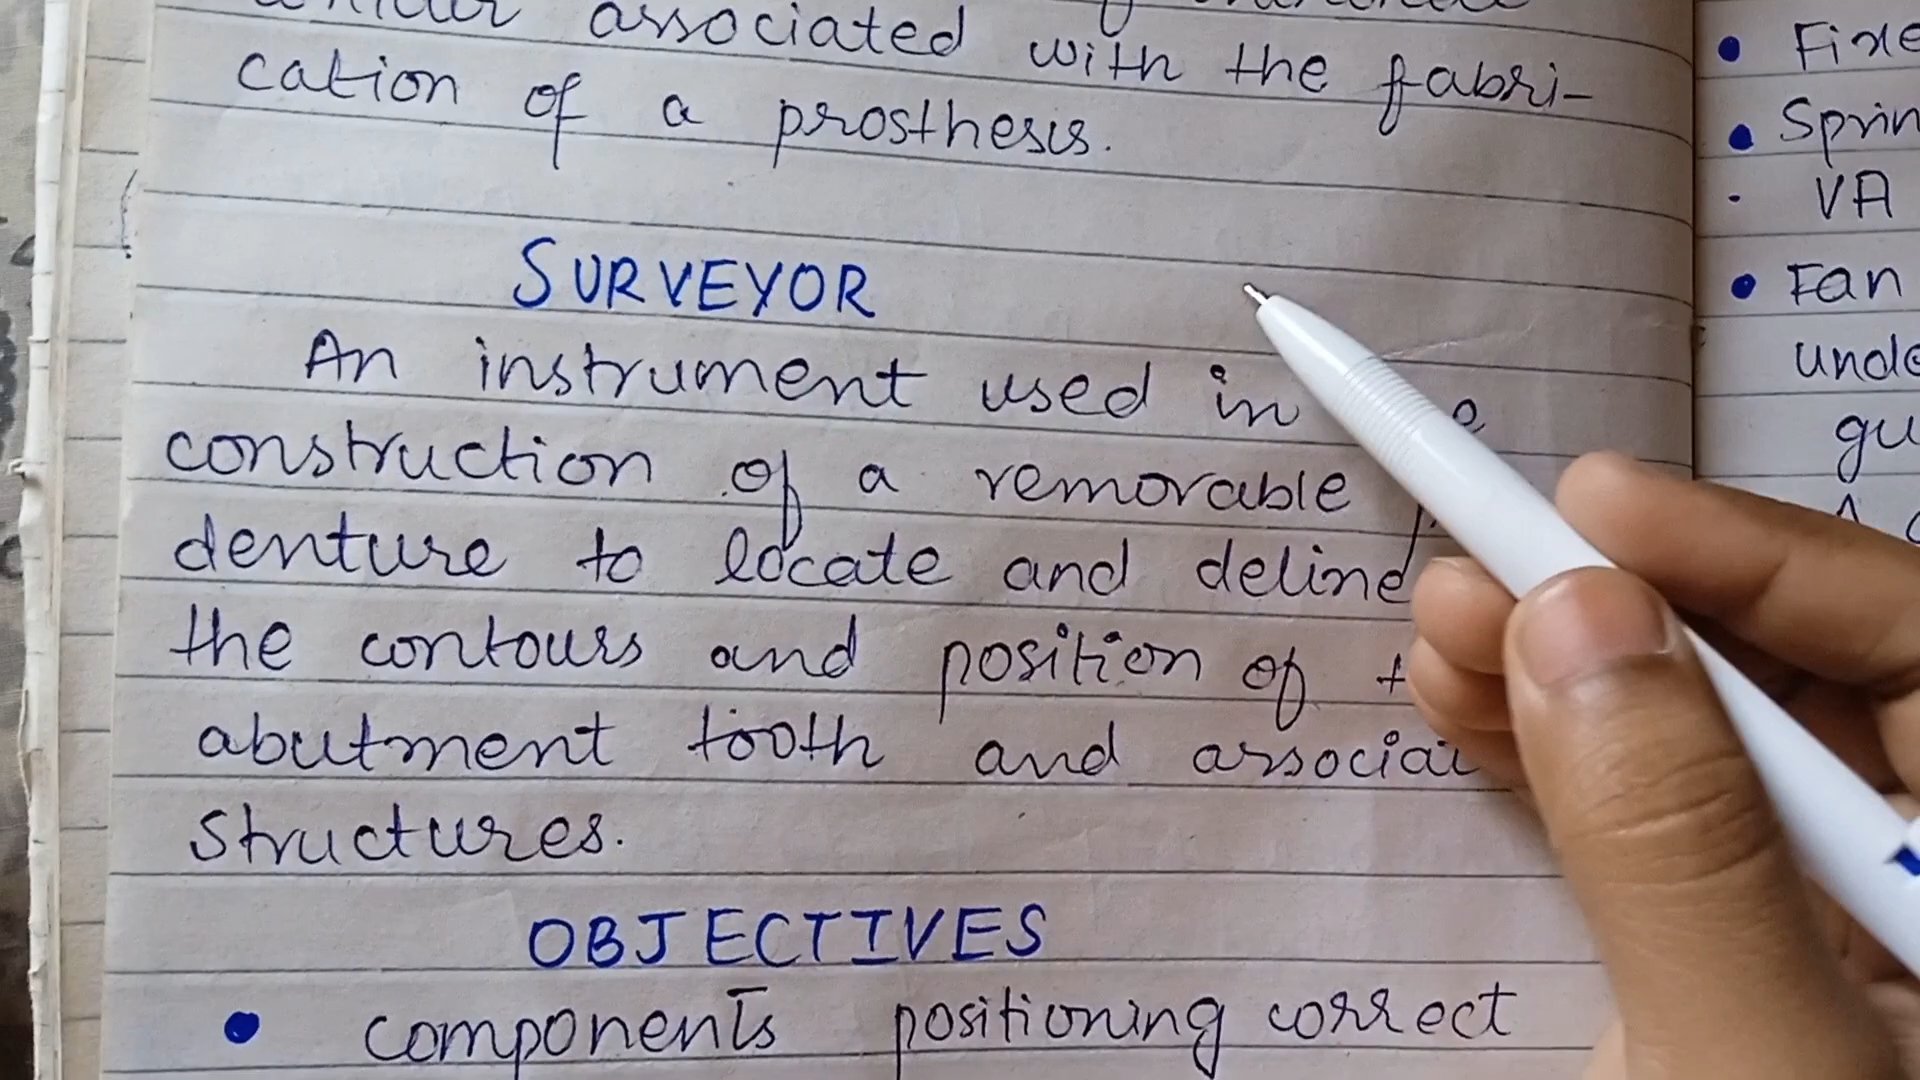 associated
with the fabri-
cation of a prosthesis.
SURVEYOR
An instrument used in
construction of a removable
denture to locate and deline
the contours and position of t
abutment tooth and associat
structures.
OBJECTIVES
• components positioning correct
• Fixe
• Sprin
· VA
• Fan
unde
gu